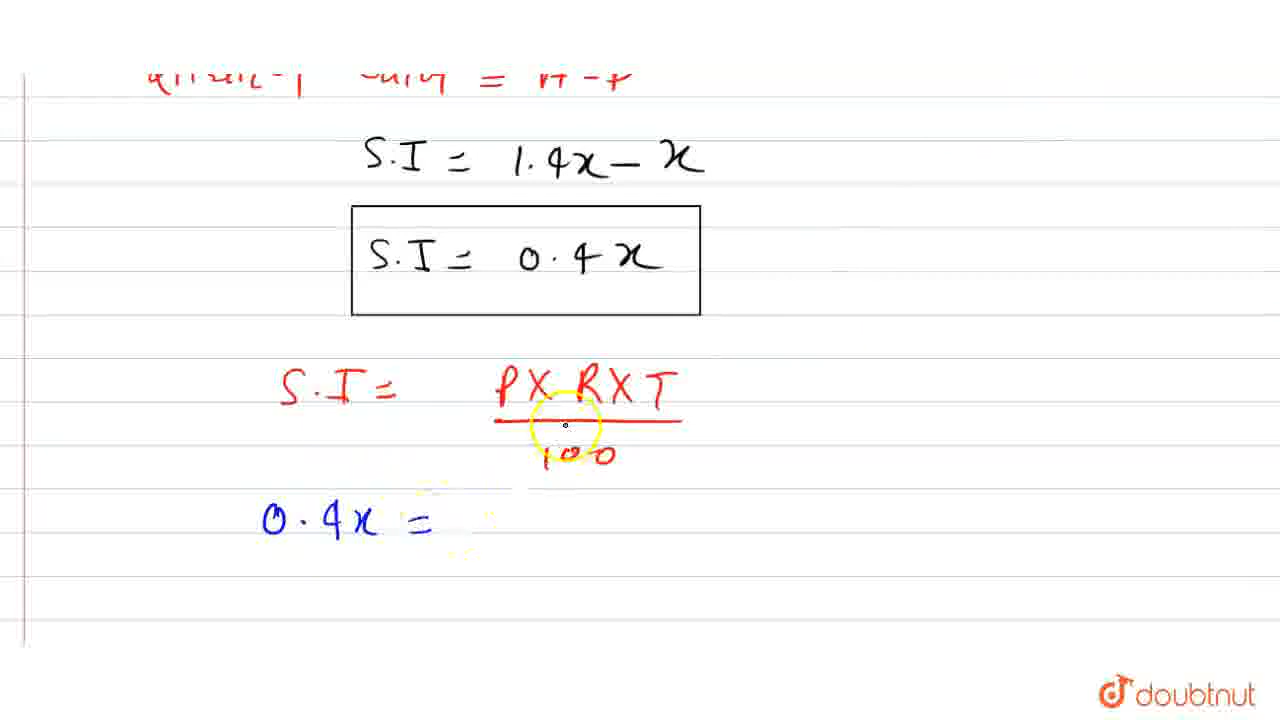 = A - P
S.I = 1.4x - x
S.I = 0.4x
S.I = P X R X T
100
0.4x =
doubtnut